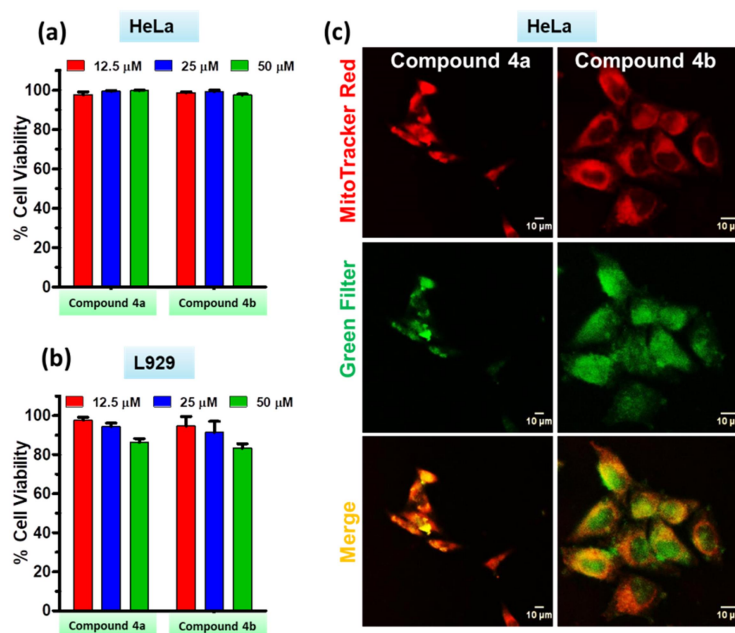 (a)
HeLa
12.5 μM 25 μM 50 μM
% Cell Viability
100
80
60
40
20
0
Compound 4a Compound 4b
(b)
L929
12.5 μM 25 μM 50 μM
% Cell Viability
100
80
60
40
20
0
Compound 4a Compound 4b
(c)
HeLa
Compound 4a Compound 4b
MitoTracker Red
10 μm 10 μ
Green Filter
10 μm 10 μ
Merge
10 μm 10 μ